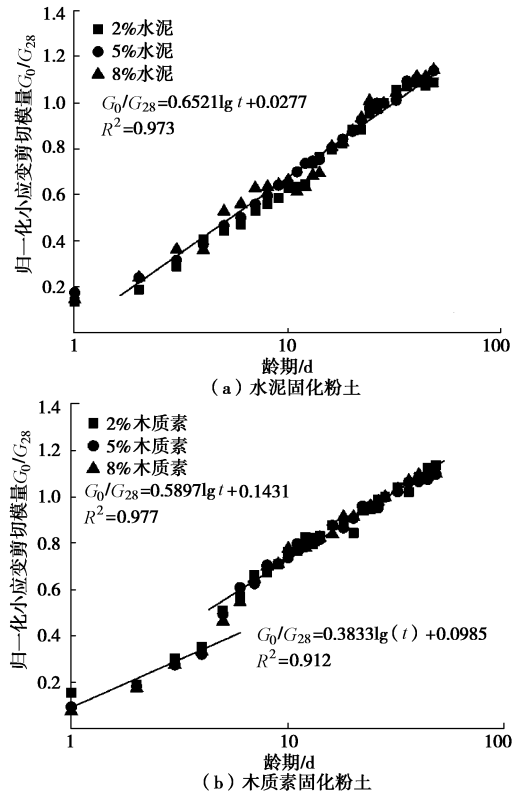 归一化小应变剪切模量G₀/G₂₈
1.4
1.2
1.0
0.8
0.6
0.4
0.2
2%水泥
5%水泥
8%水泥
G₀/G₂₈=0.6521lg t+0.0277
R²=0.973
1 10 100
龄期/d
(a)水泥固化粉土
归一化小应变剪切模量G₀/G₂₈
1.4
1.2
1.0
0.8
0.6
0.4
0.2
2%木质素
5%木质素
8%木质素
G₀/G₂₈=0.5897lg t+0.1431
R²=0.977
G₀/G₂₈=0.3833lg(t)+0.0985
R²=0.912
1 10 100
龄期/d
(b)木质素固化粉土